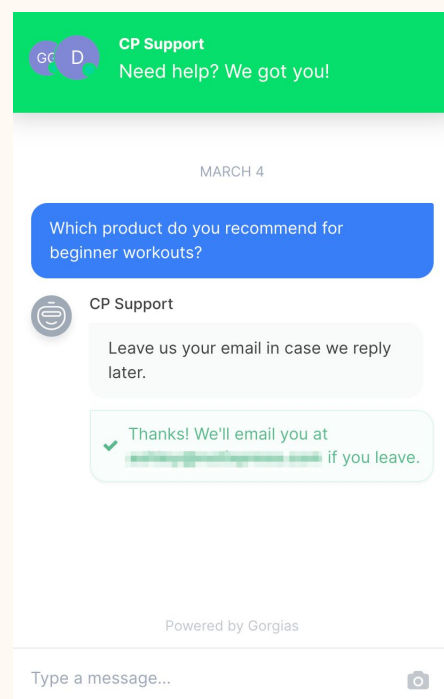 GG D
CP Support
Need help? We got you!
MARCH 4
Which product do you recommend for
beginner workouts?
CP Support
Leave us your email in case we reply
later.
Thanks! We'll email you at
if you leave.
Powered by Gorgias
Type a message...